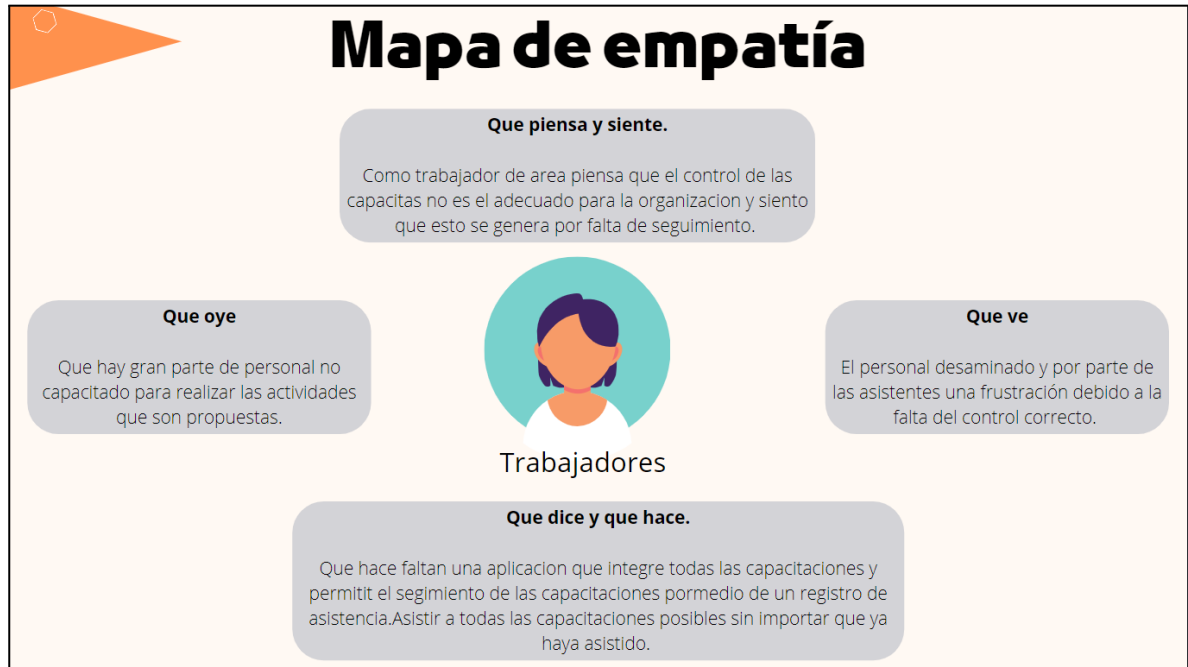 Mapa de empatía
Que piensa y siente.
Como trabajador de area piensa que el control de las
capacitas no es el adecuado para la organizacion y siento
que esto se genera por falta de seguimiento.
Que oye
Que hay gran parte de personal no
capacitado para realizar las actividades
que son propuestas.
Que ve
El personal desaminado y por parte de
las asistentes una frustración debido a la
falta del control correcto.
Trabajadores
Que dice y que hace.
Que hace faltan una aplicacion que integre todas las capacitaciones y
permitit el segimiento de las capacitaciones pormedio de un registro de
asistencia.Asistir a todas las capacitaciones posibles sin importar que ya
haya asistido.